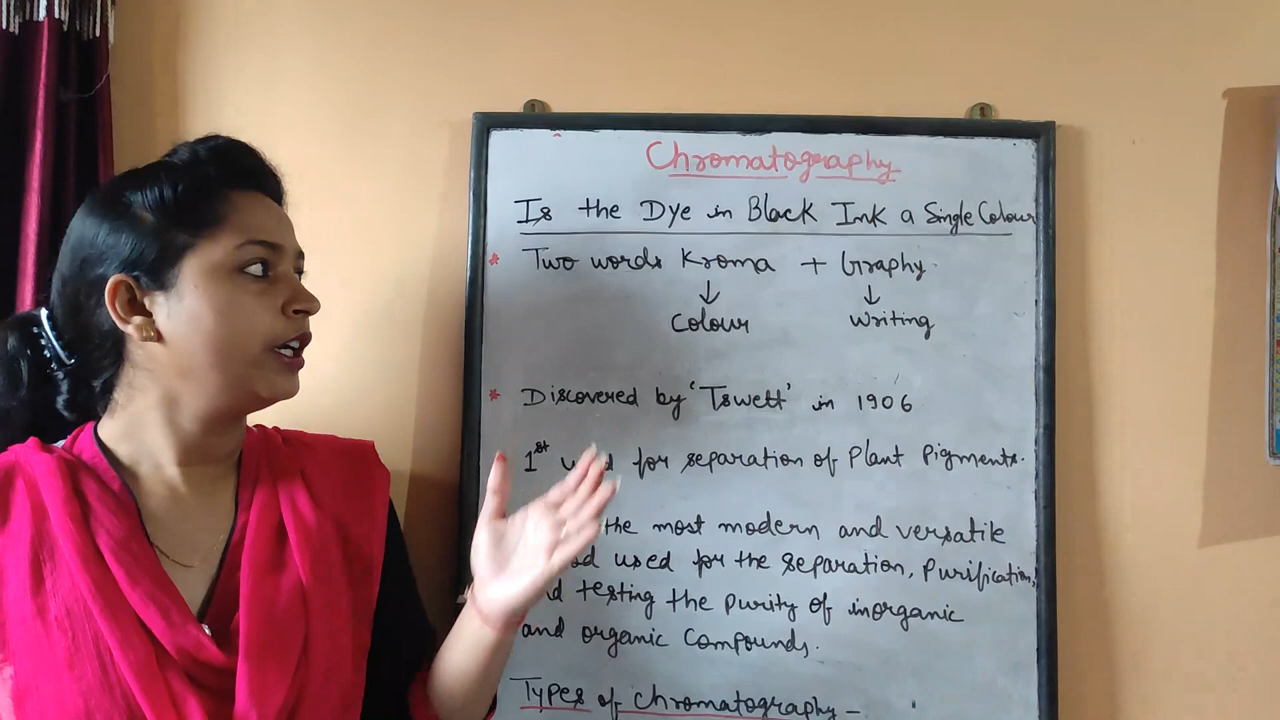 Chromatography
Is the Dye in Black Ink a Single Colour
* Two words Kroma + Graphy.
↓ ↓
Colour Writing
* Discovered by 'Tswett' in 1906
1st for separation of Plant Pigments.
the most modern and versatile
used for the separation, Purification,
testing the purity of inorganic
and organic Compounds.
Types of Chromatography -